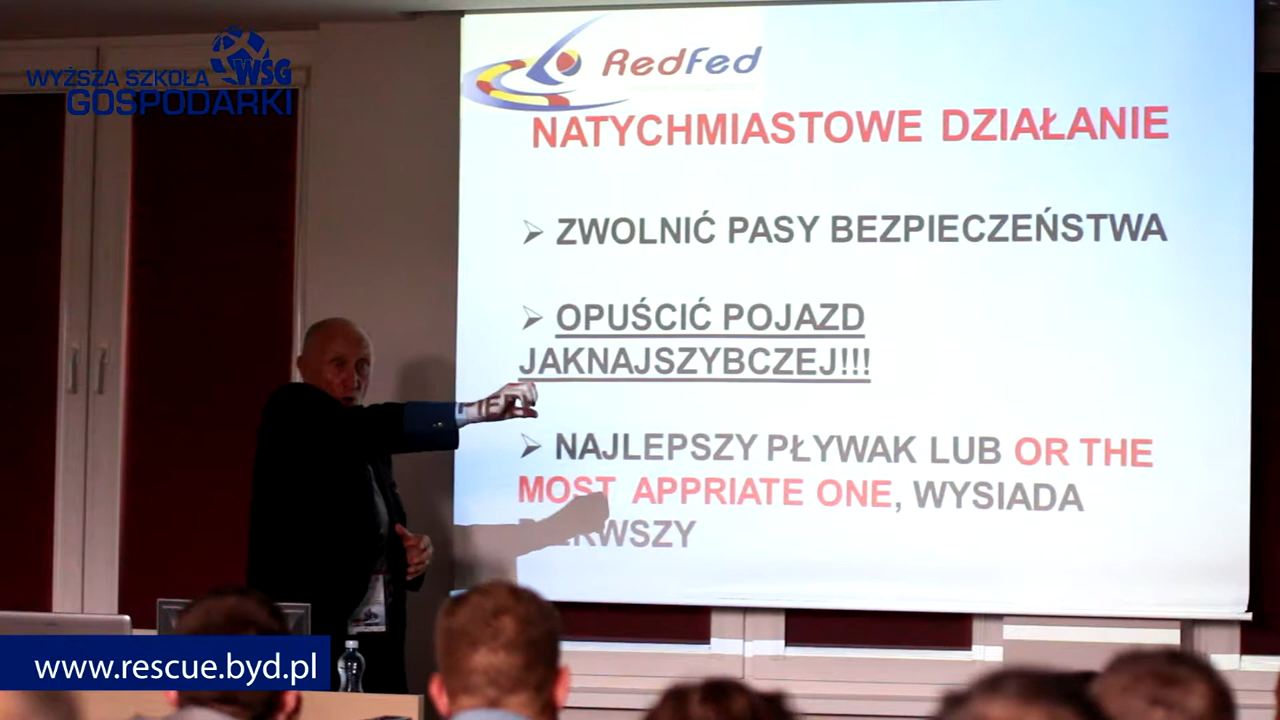 WYŻSZA SZKOŁA WSG
GOSPODARKI
RedFed
NATYCHMIASTOWE DZIAŁANIE
➢ ZWOLNIĆ PASY BEZPIECZEŃSTWA
➢ OPUŚCIĆ POJAZD
JAKNAJSZYBCZEJ!!!
➢ NAJLEPSZY PŁYWAK LUB OR THE
MOST APPRIATE ONE, WYSIADA
PIERWSZY
www.rescue.byd.pl